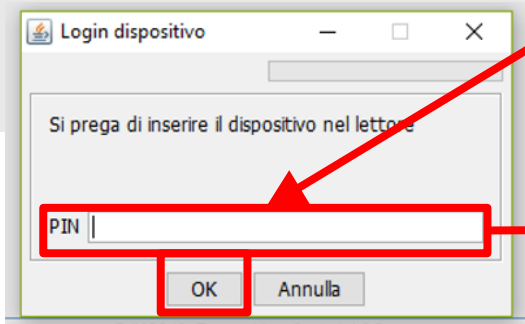 Login dispositivo
Si prega di inserire il dispositivo nel lettore
PIN
OK Annulla